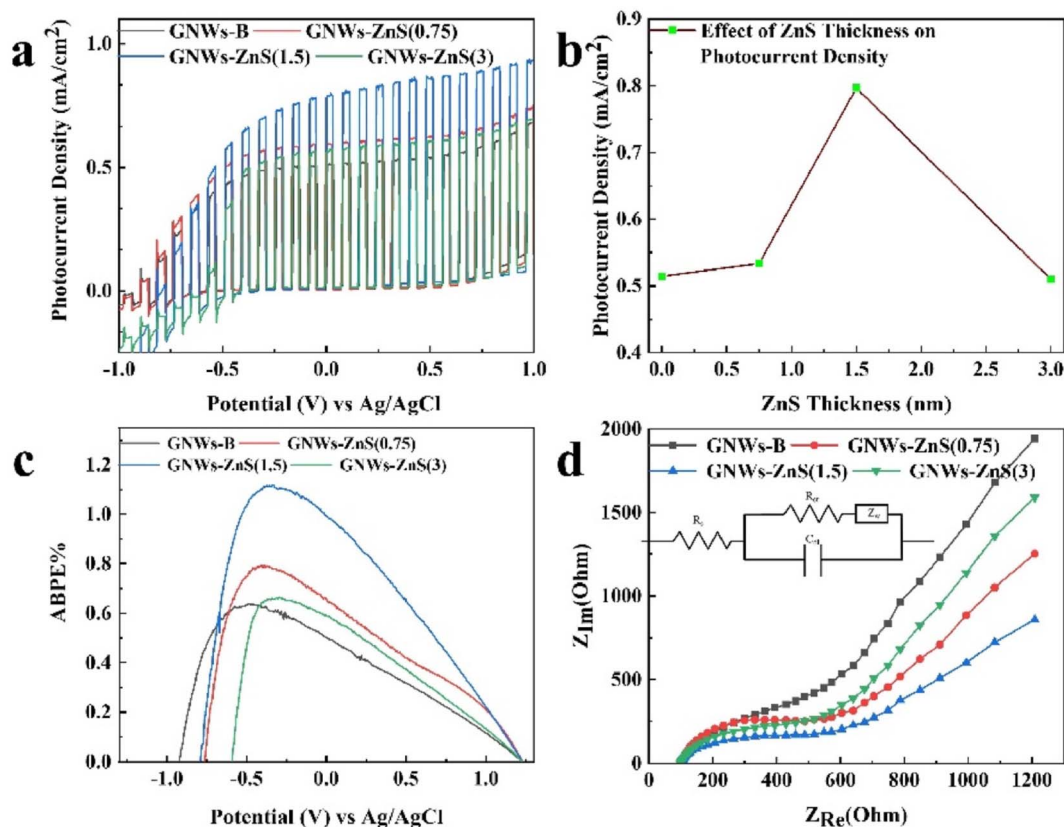 a
GNWs-B GNWs-ZnS(0.75)
GNWs-ZnS(1.5) GNWs-ZnS(3)
Photocurrent Density (mA/cm²)
1.0
0.5
0.0
-1.0 -0.5 0.0 0.5 1.0
Potential (V) vs Ag/AgCl
b
Effect of ZnS Thickness on
Photocurrent Density
Photocurrent Density (mA/cm²)
0.9
0.8
0.7
0.6
0.5
0.4
0.0 0.5 1.0 1.5 2.0 2.5 3.0
ZnS Thickness (nm)
c
GNWs-B GNWs-ZnS(0.75)
GNWs-ZnS(1.5) GNWs-ZnS(3)
ABPE%
1.2
1.0
0.8
0.6
0.4
0.2
0.0
-1.0 -0.5 0.0 0.5 1.0
Potential (V) vs Ag/AgCl
d
GNWs-B GNWs-ZnS(0.75)
GNWs-ZnS(1.5) GNWs-ZnS(3)
Z_Im(Ohm)
2000
1500
1000
500
0
0 200 400 600 800 1000 1200
Z_Re(Ohm)